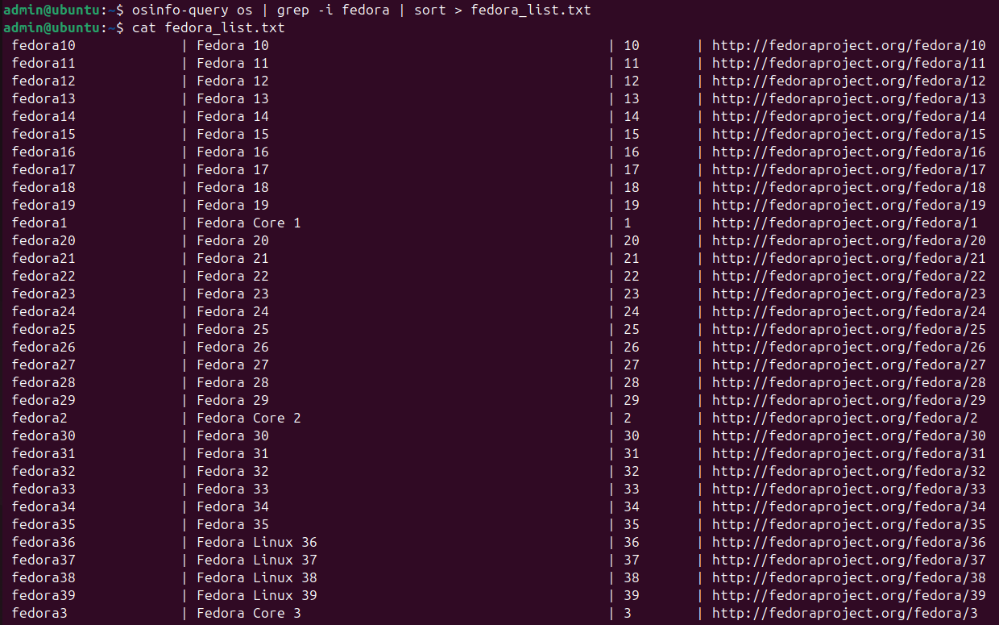 admin@ubuntu:~$ osinfo-query os | grep -i fedora | sort > fedora_list.txt
admin@ubuntu:~$ cat fedora_list.txt
 fedora10             | Fedora 10                                          | 10       | http://fedoraproject.org/fedora/10
 fedora11             | Fedora 11                                          | 11       | http://fedoraproject.org/fedora/11
 fedora12             | Fedora 12                                          | 12       | http://fedoraproject.org/fedora/12
 fedora13             | Fedora 13                                          | 13       | http://fedoraproject.org/fedora/13
 fedora14             | Fedora 14                                          | 14       | http://fedoraproject.org/fedora/14
 fedora15             | Fedora 15                                          | 15       | http://fedoraproject.org/fedora/15
 fedora16             | Fedora 16                                          | 16       | http://fedoraproject.org/fedora/16
 fedora17             | Fedora 17                                          | 17       | http://fedoraproject.org/fedora/17
 fedora18             | Fedora 18                                          | 18       | http://fedoraproject.org/fedora/18
 fedora19             | Fedora 19                                          | 19       | http://fedoraproject.org/fedora/19
 fedora1              | Fedora Core 1                                      | 1        | http://fedoraproject.org/fedora/1
 fedora20             | Fedora 20                                          | 20       | http://fedoraproject.org/fedora/20
 fedora21             | Fedora 21                                          | 21       | http://fedoraproject.org/fedora/21
 fedora22             | Fedora 22                                          | 22       | http://fedoraproject.org/fedora/22
 fedora23             | Fedora 23                                          | 23       | http://fedoraproject.org/fedora/23
 fedora24             | Fedora 24                                          | 24       | http://fedoraproject.org/fedora/24
 fedora25             | Fedora 25                                          | 25       | http://fedoraproject.org/fedora/25
 fedora26             | Fedora 26                                          | 26       | http://fedoraproject.org/fedora/26
 fedora27             | Fedora 27                                          | 27       | http://fedoraproject.org/fedora/27
 fedora28             | Fedora 28                                          | 28       | http://fedoraproject.org/fedora/28
 fedora29             | Fedora 29                                          | 29       | http://fedoraproject.org/fedora/29
 fedora2              | Fedora Core 2                                      | 2        | http://fedoraproject.org/fedora/2
 fedora30             | Fedora 30                                          | 30       | http://fedoraproject.org/fedora/30
 fedora31             | Fedora 31                                          | 31       | http://fedoraproject.org/fedora/31
 fedora32             | Fedora 32                                          | 32       | http://fedoraproject.org/fedora/32
 fedora33             | Fedora 33                                          | 33       | http://fedoraproject.org/fedora/33
 fedora34             | Fedora 34                                          | 34       | http://fedoraproject.org/fedora/34
 fedora35             | Fedora 35                                          | 35       | http://fedoraproject.org/fedora/35
 fedora36             | Fedora Linux 36                                    | 36       | http://fedoraproject.org/fedora/36
 fedora37             | Fedora Linux 37                                    | 37       | http://fedoraproject.org/fedora/37
 fedora38             | Fedora Linux 38                                    | 38       | http://fedoraproject.org/fedora/38
 fedora39             | Fedora Linux 39                                    | 39       | http://fedoraproject.org/fedora/39
 fedora3              | Fedora Core 3                                      | 3        | http://fedoraproject.org/fedora/3